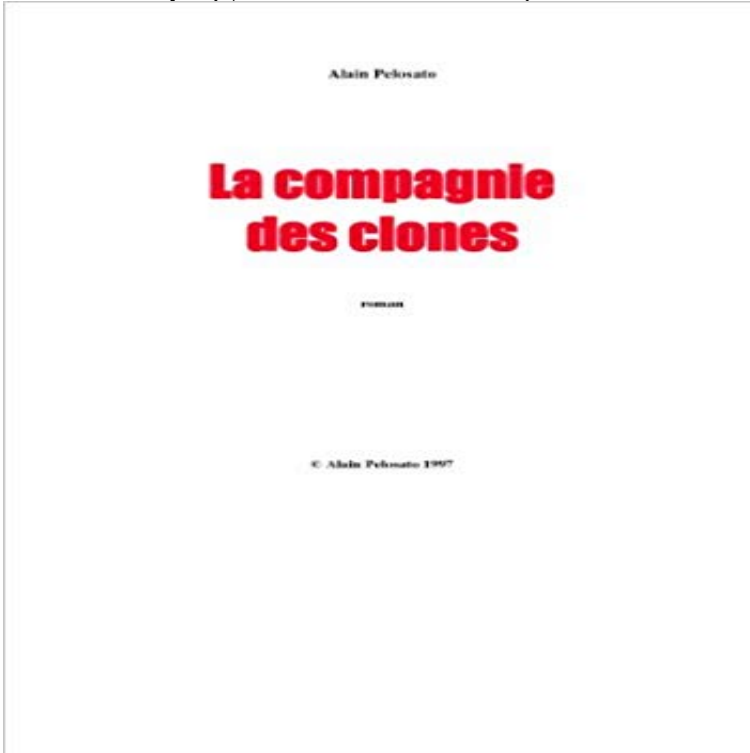 Alain Pelosato
La compagnie
des clones
roman
© Alain Pelosato 1997